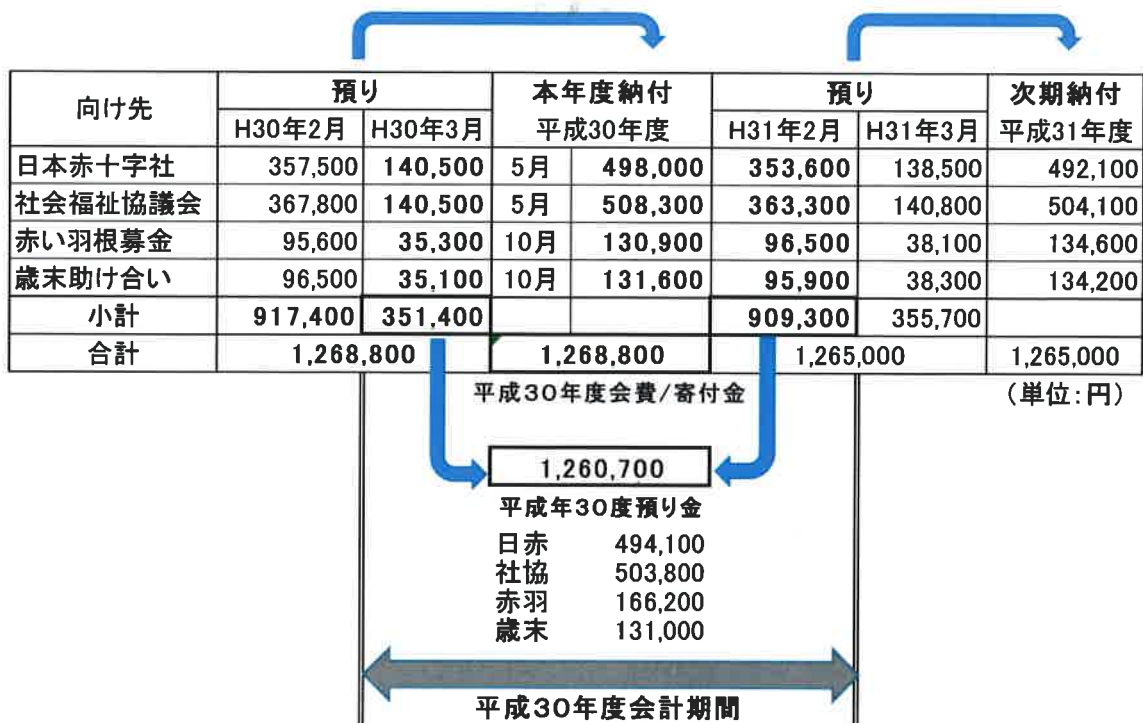 向け先 預り 本年度納付 預り 次期納付
H30年2月 H30年3月 平成30年度 H31年2月 H31年3月 平成31年度
日本赤十字社 357,500 140,500 5月 498,000 353,600 138,500 492,100
社会福祉協議会 367,800 140,500 5月 508,300 363,300 140,800 504,100
赤い羽根募金 95,600 35,300 10月 130,900 96,500 38,100 134,600
歳末助け合い 96,500 35,100 10月 131,600 95,900 38,300 134,200
小計 917,400 351,400 909,300 355,700
合計 1,268,800 1,268,800 1,265,000 1,265,000
平成30年度会費/寄付金 (単位:円)
1,260,700
平成年30度預り金
日赤 494,100
社協 503,800
赤羽 166,200
歳末 131,000
平成30年度会計期間